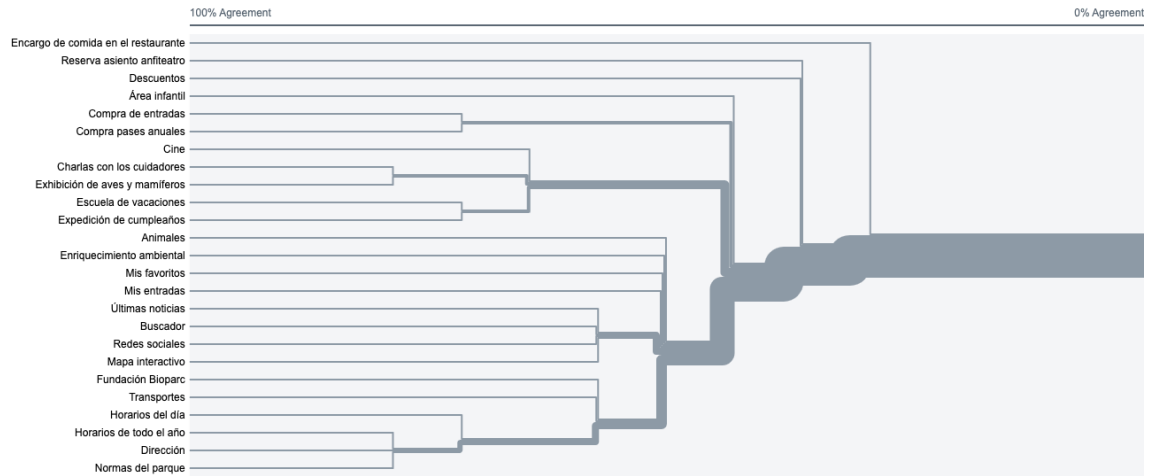 100% Agreement 0% Agreement
Encargo de comida en el restaurante
Reserva asiento anfiteatro
Descuentos
Área infantil
Compra de entradas
Compra pases anuales
Cine
Charlas con los cuidadores
Exhibición de aves y mamíferos
Escuela de vacaciones
Expedición de cumpleaños
Animales
Enriquecimiento ambiental
Mis favoritos
Mis entradas
Últimas noticias
Buscador
Redes sociales
Mapa interactivo
Fundación Bioparc
Transportes
Horarios del día
Horarios de todo el año
Dirección
Normas del parque